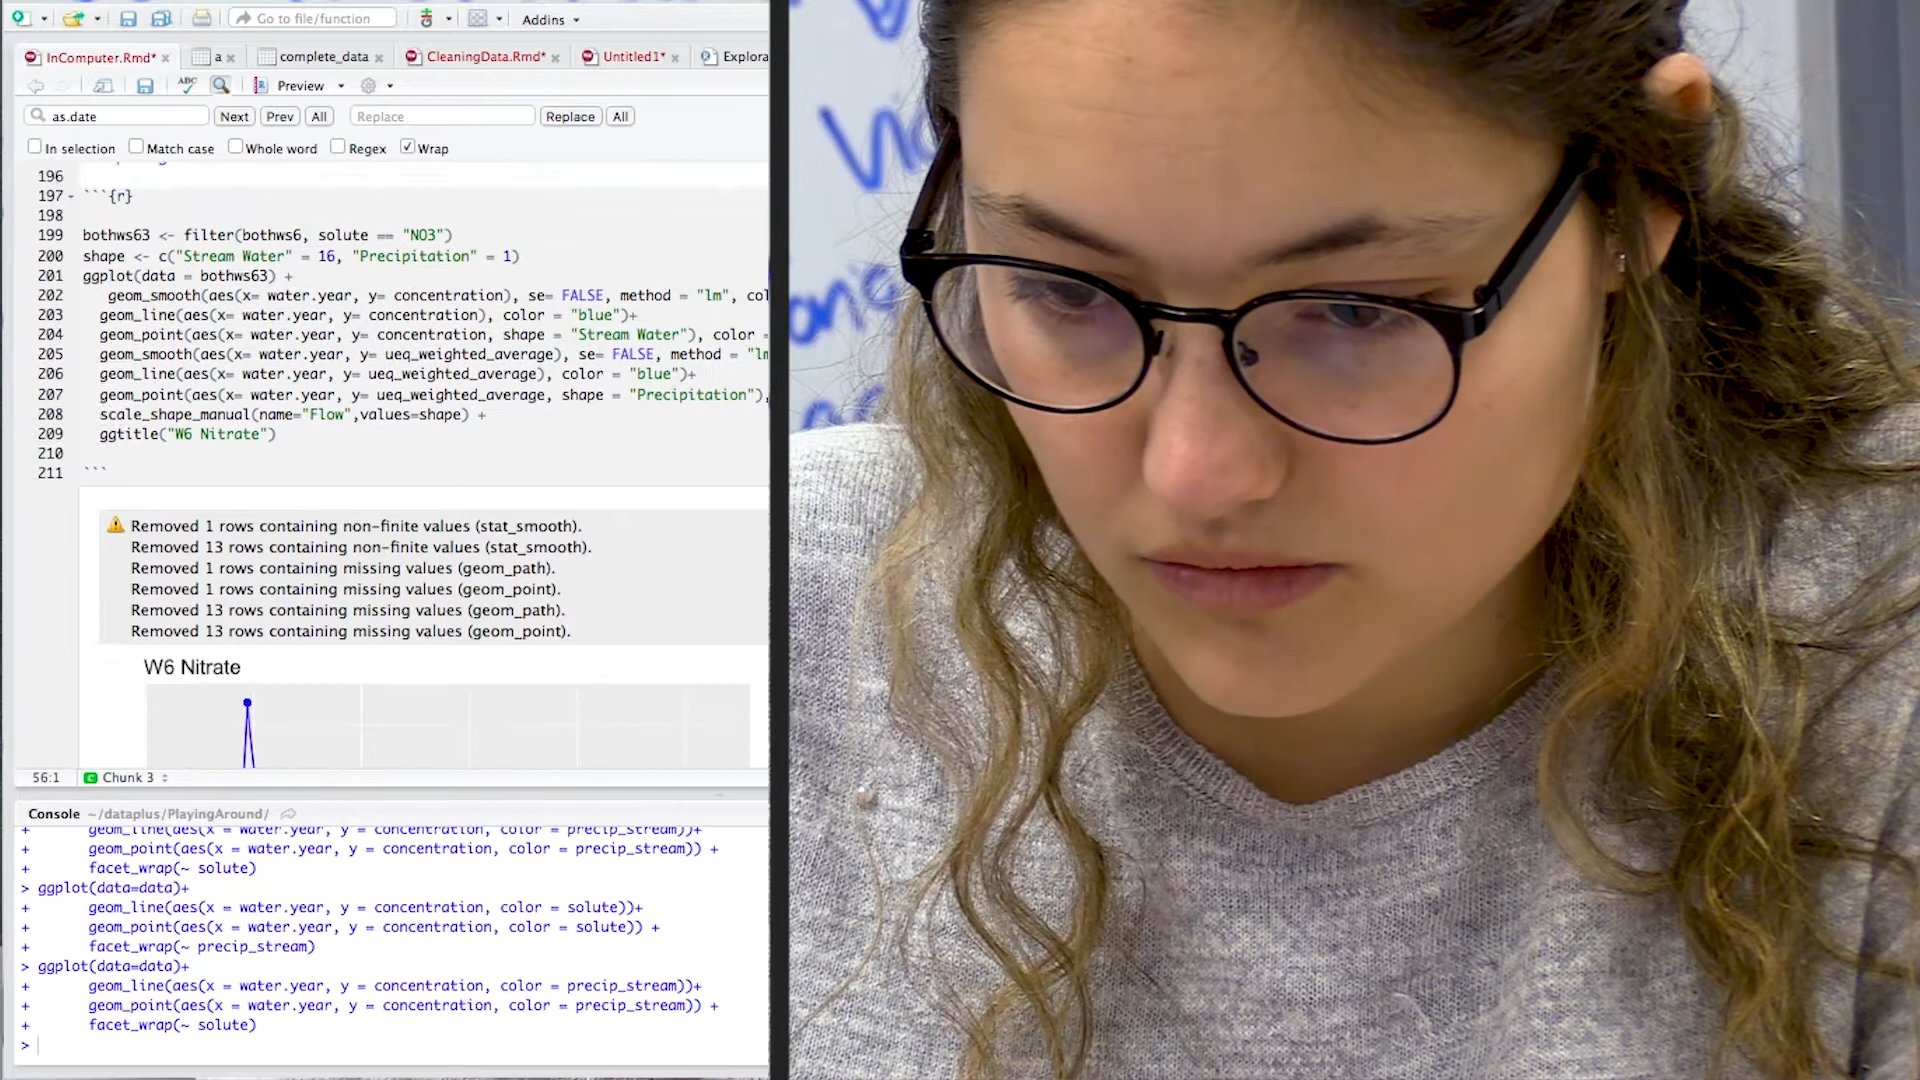 Go to file/function
Addins
InComputer.Rmd*
a
complete_data
CleaningData.Rmd*
Untitled1*
Explora
ABC
Preview
as.date
Next
Prev
All
Replace
Replace
All
In selection
Match case
Whole word
Regex
Wrap
196
197 ```{r}
198
199 bothws63 <- filter(bothws6, solute == "NO3")
200 shape <- c("Stream Water" = 16, "Precipitation" = 1)
201 ggplot(data = bothws63) +
202 geom_smooth(aes(x= water.year, y= concentration), se= FALSE, method = "lm", col
203 geom_line(aes(x= water.year, y= concentration), color = "blue")+
204 geom_point(aes(x= water.year, y= concentration, shape = "Stream Water"), color =
205 geom_smooth(aes(x= water.year, y= ueq_weighted_average), se= FALSE, method = "lm
206 geom_line(aes(x= water.year, y= ueq_weighted_average), color = "blue")+
207 geom_point(aes(x= water.year, y= ueq_weighted_average, shape = "Precipitation"),
208 scale_shape_manual(name="Flow",values=shape) +
209 ggtitle("W6 Nitrate")
210
211 ```
Removed 1 rows containing non-finite values (stat_smooth).
Removed 13 rows containing non-finite values (stat_smooth).
Removed 1 rows containing missing values (geom_path).
Removed 1 rows containing missing values (geom_point).
Removed 13 rows containing missing values (geom_path).
Removed 13 rows containing missing values (geom_point).
W6 Nitrate
56:1
C Chunk 3
Console ~/dataplus/PlayingAround/
+ geom_line(aes(x = water.year, y = concentration, color = precip_stream))+
+ geom_point(aes(x = water.year, y = concentration, color = precip_stream)) +
+ facet_wrap(~ solute)
> ggplot(data=data)+
+ geom_line(aes(x = water.year, y = concentration, color = solute))+
+ geom_point(aes(x = water.year, y = concentration, color = solute)) +
+ facet_wrap(~ precip_stream)
> ggplot(data=data)+
+ geom_line(aes(x = water.year, y = concentration, color = precip_stream))+
+ geom_point(aes(x = water.year, y = concentration, color = precip_stream)) +
+ facet_wrap(~ solute)
>